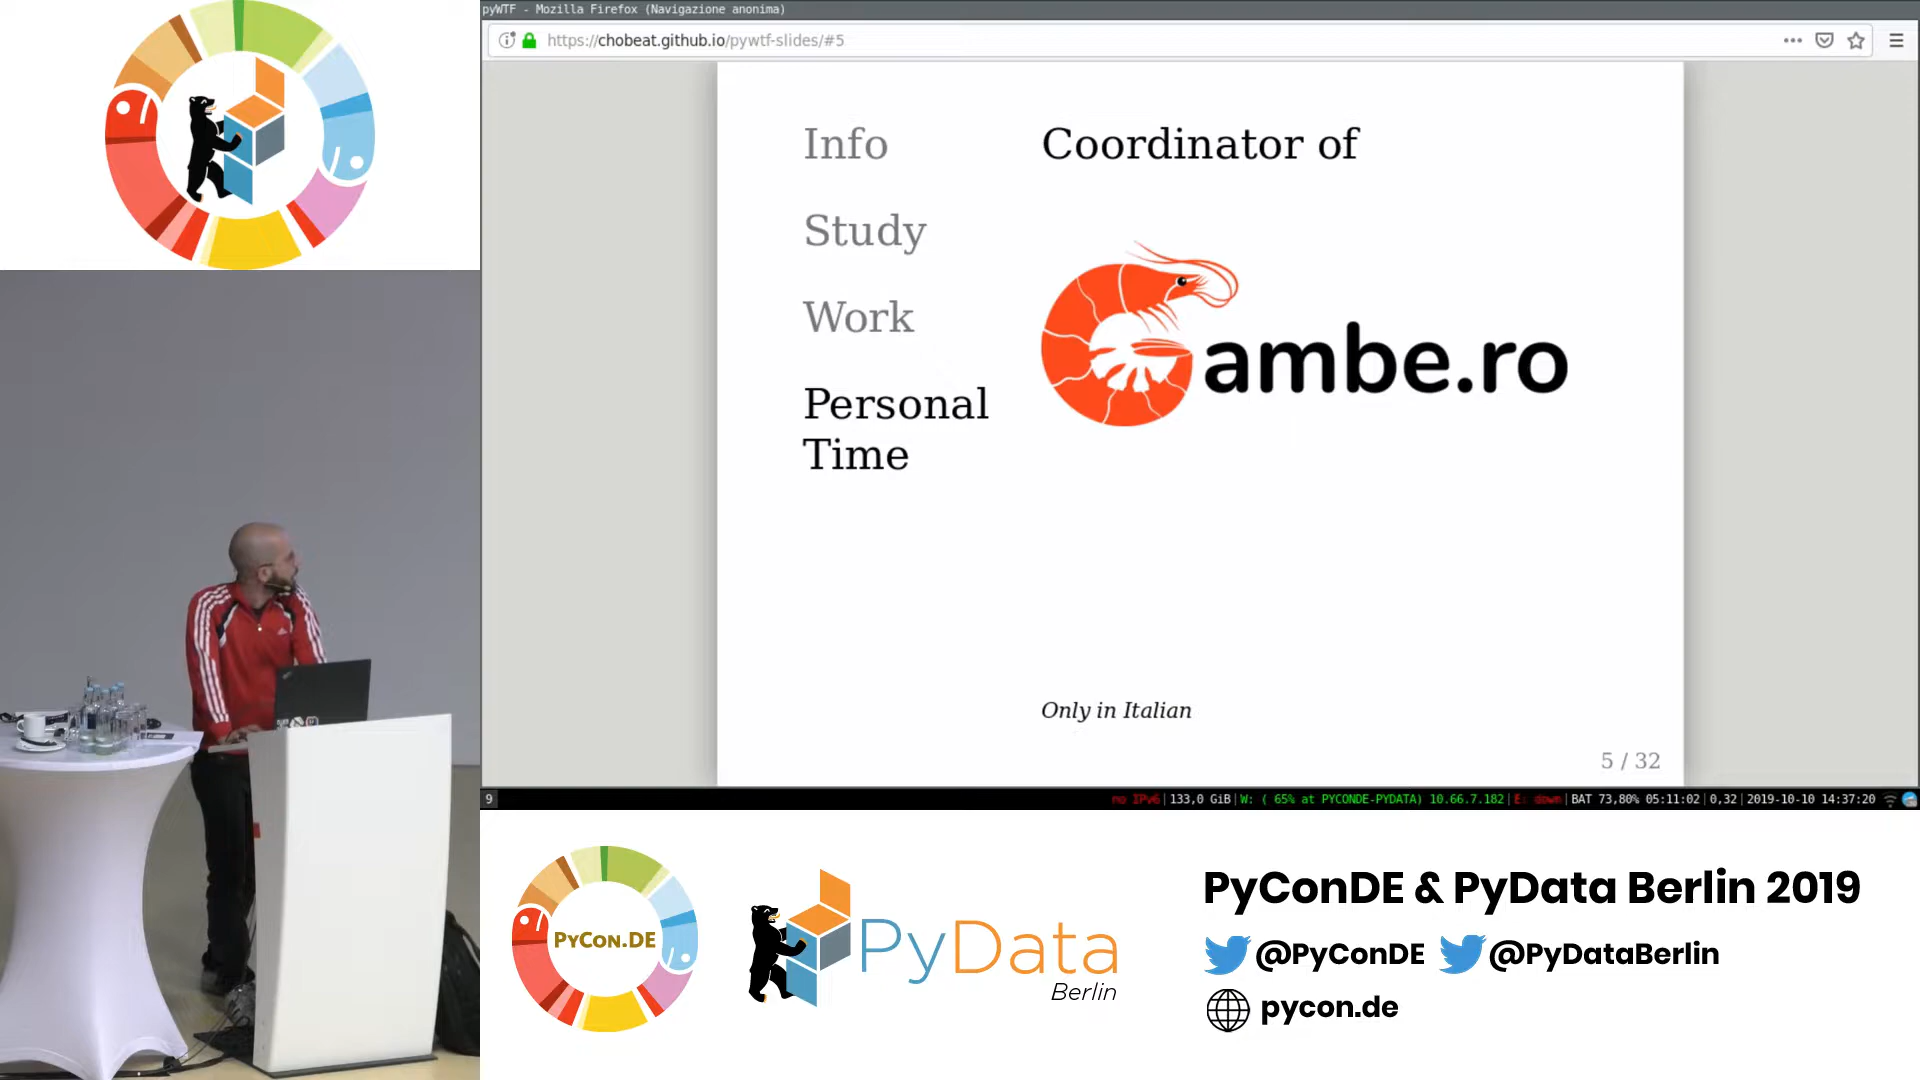 pyWTF - Mozilla Firefox (Navigazione anonima)
https://chobeat.github.io/pywtf-slides/#5
Info
Coordinator of
Study
Work
ambe.ro
Personal
Time
Only in Italian
5 / 32
9
no IPv6|133,0 GiB|W: ( 65% at PYCONDE-PYDATA) 10.66.7.182|E: down|BAT 73,80% 05:11:02|0,32|2019-10-10 14:37:20
PYCON.DE
PyData
Berlin
PyConDE & PyData Berlin 2019
@PyConDE @PyDataBerlin
pycon.de